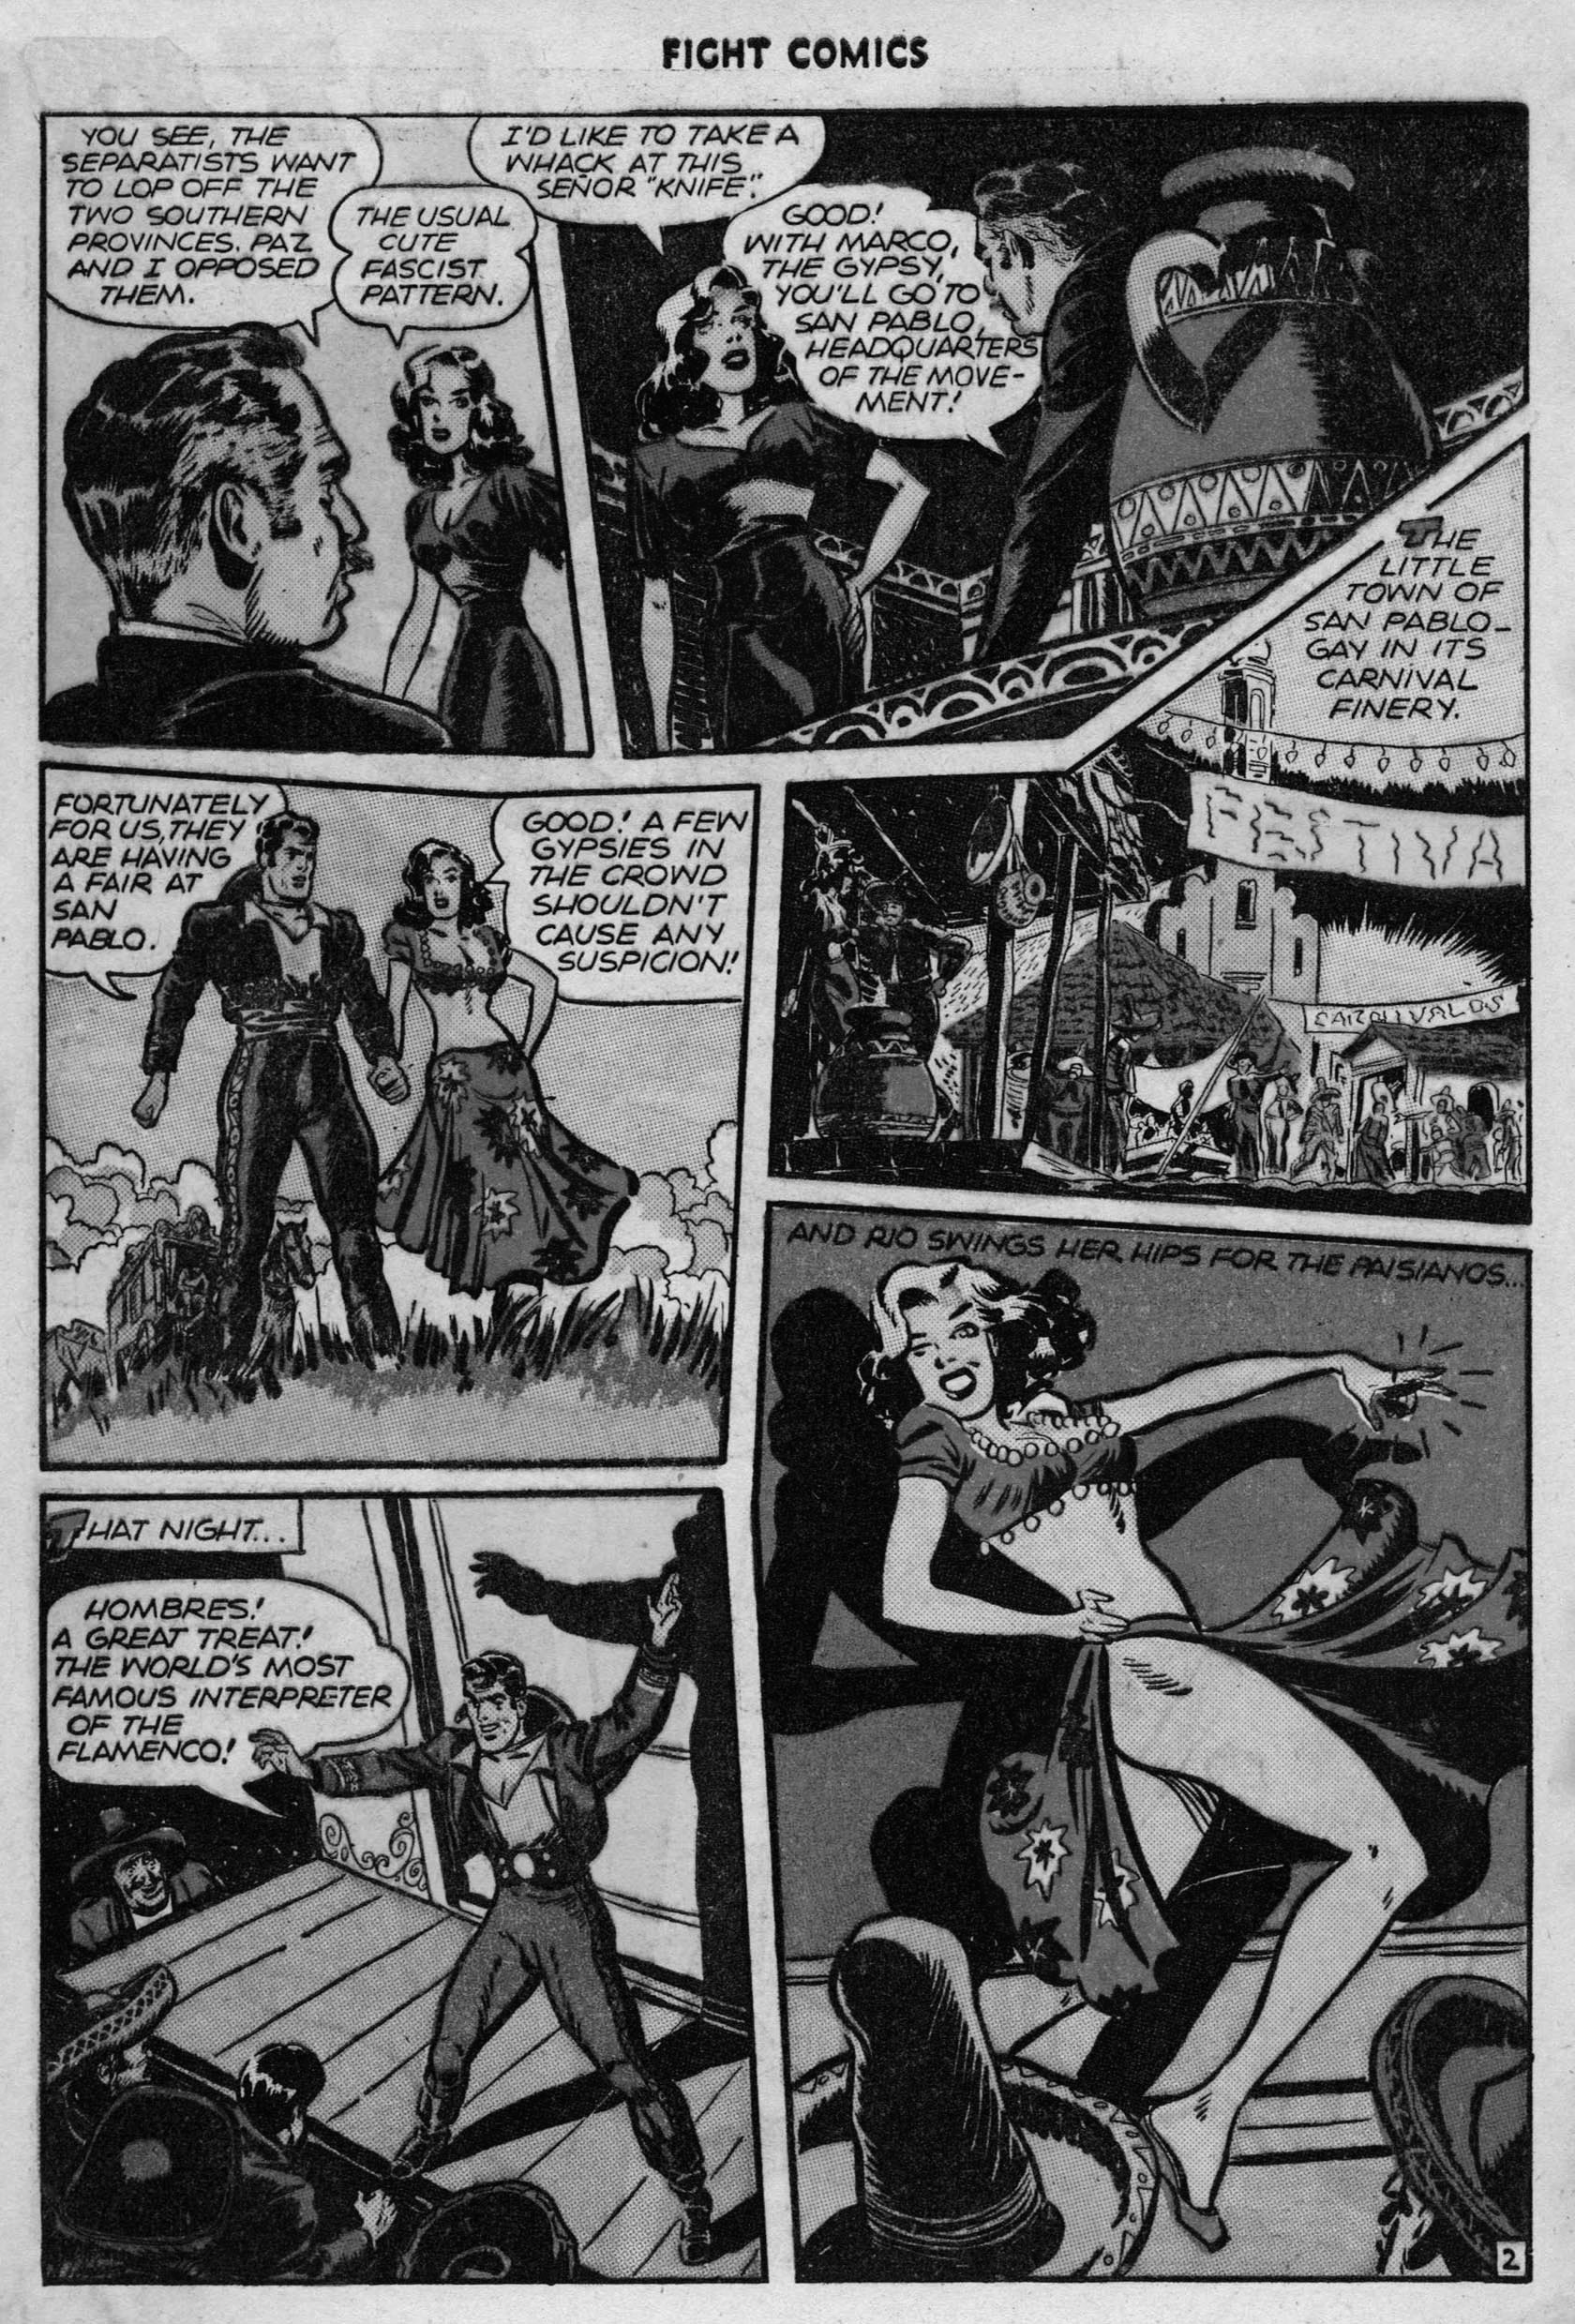 FIGHT COMICS
YOU SEE, THE
SEPARATISTS WANT
TO LOP OFF THE
TWO SOUTHERN
PROVINCES. PAZ
AND I OPPOSED
THEM.
THE USUAL
CUTE
FASCIST
PATTERN.
I'D LIKE TO TAKE A
WHACK AT THIS
SEÑOR "KNIFE".
GOOD!
WITH MARCO,
THE GYPSY,
YOU'LL GO TO
SAN PABLO,
HEADQUARTERS
OF THE MOVE-
MENT!
FORTUNATELY
FOR US, THEY
ARE HAVING
A FAIR AT
SAN
PABLO.
GOOD! A FEW
GYPSIES IN
THE CROWD
SHOULDN'T
CAUSE ANY
SUSPICION!
THE
LITTLE
TOWN OF
SAN PABLO—
GAY IN ITS
CARNIVAL
FINERY.
FESTIVA
CARNIVALOS
THAT NIGHT...
HOMBRES!
A GREAT TREAT!
THE WORLD'S MOST
FAMOUS INTERPRETER
OF THE
FLAMENCO!
AND RIO SWINGS HER HIPS FOR THE PAISIANOS...
2